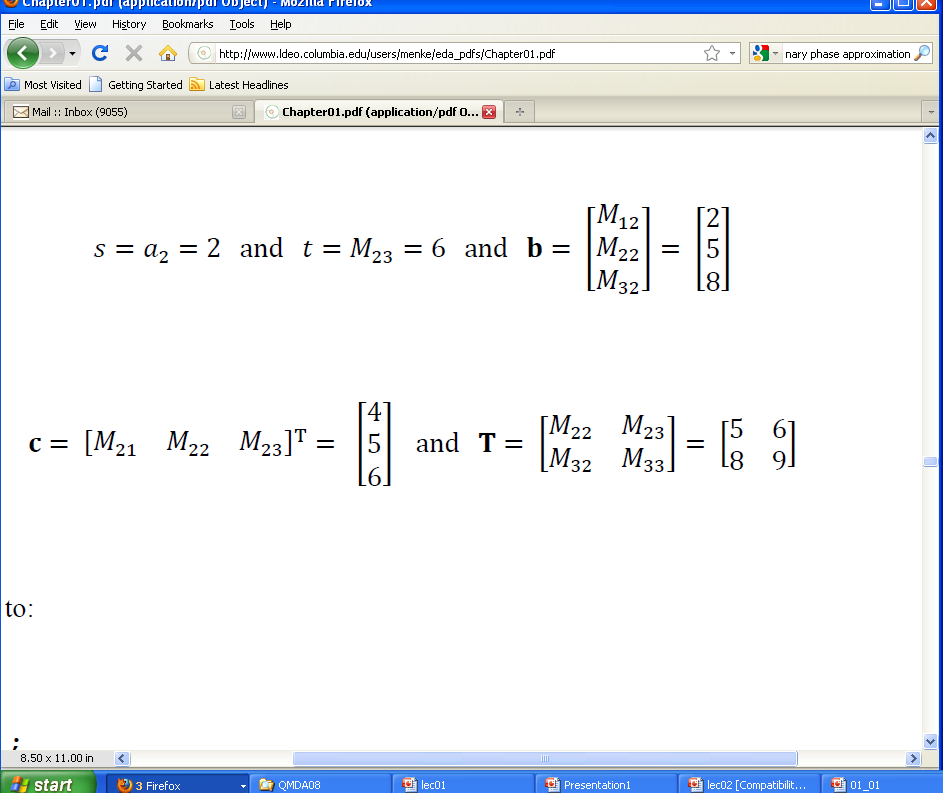 Chapter01.pdf (application/pdf Object) - Mozilla Firefox
File Edit View History Bookmarks Tools Help
http://www.ldeo.columbia.edu/users/menke/eda_pdfs/Chapter01.pdf nary phase approximation
Most Visited Getting Started Latest Headlines
Mail :: Inbox (9055) Chapter01.pdf (application/pdf O...
s = a₂ = 2 and t = M₂₃ = 6 and b = [M₁₂ M₂₂ M₃₂] = [2 5 8]
c = [M₂₁ M₂₂ M₂₃]ᵀ = [4 5 6] and T = [M₂₂ M₂₃ M₃₂ M₃₃] = [5 6 8 9]
to:
;
8.50 x 11.00 in
start 3 Firefox QMDA08 lec01 Presentation1 lec02 [Compatibilit... 01_01